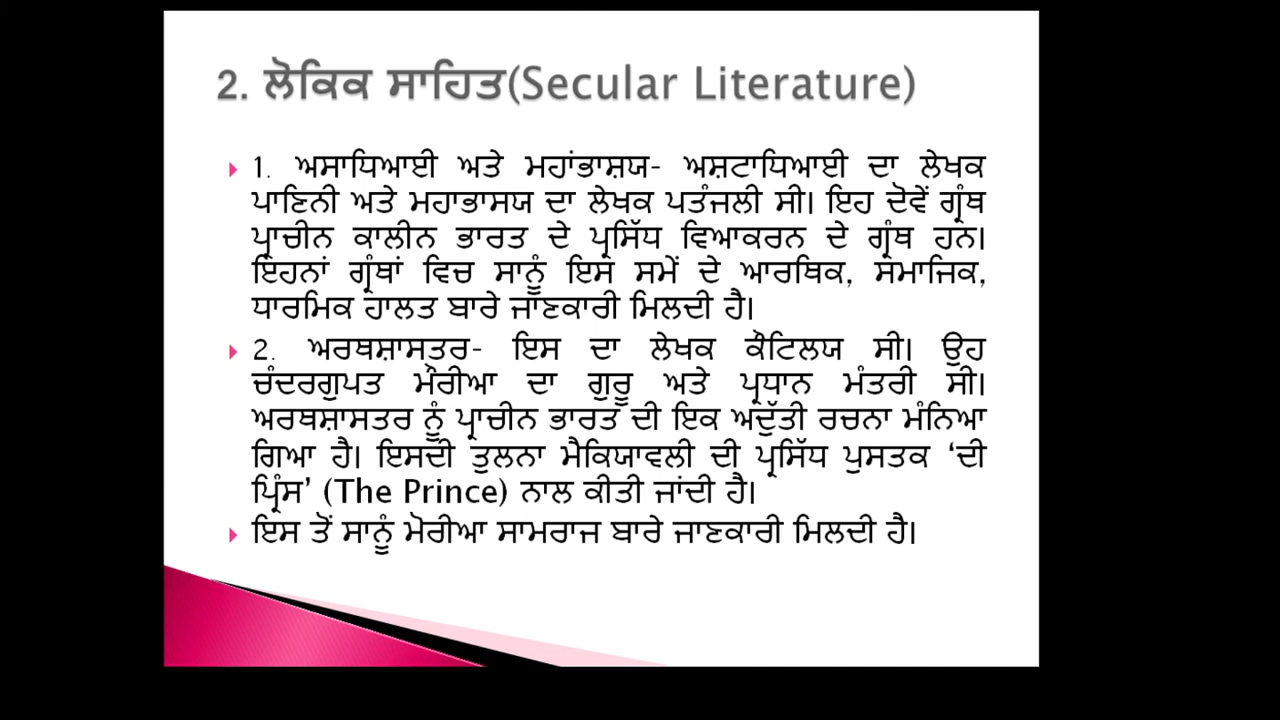 2. ਲੋਕਿਕ ਸਾਹਿਤ(Secular Literature)
1. ਅਸਾਧਿਆਈ ਅਤੇ ਮਹਾਂਭਾਸ਼ਯ- ਅਸ਼ਟਾਧਿਆਈ ਦਾ ਲੇਖਕ
ਪਾਣਿਨੀ ਅਤੇ ਮਹਾਭਾਸਯ ਦਾ ਲੇਖਕ ਪਤੰਜਲੀ ਸੀ। ਇਹ ਦੋਵੇਂ ਗ੍ਰੰਥ
ਪ੍ਰਾਚੀਨ ਕਾਲੀਨ ਭਾਰਤ ਦੇ ਪ੍ਰਸਿੱਧ ਵਿਆਕਰਨ ਦੇ ਗ੍ਰੰਥ ਹਨ।
ਇਹਨਾਂ ਗ੍ਰੰਥਾਂ ਵਿਚ ਸਾਨੂੰ ਇਸ ਸਮੇਂ ਦੇ ਆਰਥਿਕ, ਸਮਾਜਿਕ,
ਧਾਰਮਿਕ ਹਾਲਤ ਬਾਰੇ ਜਾਣਕਾਰੀ ਮਿਲਦੀ ਹੈ।
2. ਅਰਥਸ਼ਾਸਤ੍ਰ- ਇਸ ਦਾ ਲੇਖਕ ਕੌਟਿਲਯ ਸੀ। ਉਹ
ਚੰਦਰਗੁਪਤ ਮੌਰੀਆ ਦਾ ਗੁਰੂ ਅਤੇ ਪ੍ਰਧਾਨ ਮੰਤਰੀ ਸੀ।
ਅਰਥਸ਼ਾਸਤਰ ਨੂੰ ਪ੍ਰਾਚੀਨ ਭਾਰਤ ਦੀ ਇਕ ਅਦੁੱਤੀ ਰਚਨਾ ਮੰਨਿਆ
ਗਿਆ ਹੈ। ਇਸਦੀ ਤੁਲਨਾ ਮੈਕਿਯਾਵਲੀ ਦੀ ਪ੍ਰਸਿੱਧ ਪੁਸਤਕ ‘ਦੀ
ਪ੍ਰਿੰਸ’ (The Prince) ਨਾਲ ਕੀਤੀ ਜਾਂਦੀ ਹੈ।
ਇਸ ਤੋਂ ਸਾਨੂੰ ਮੋਰੀਆ ਸਾਮਰਾਜ ਬਾਰੇ ਜਾਣਕਾਰੀ ਮਿਲਦੀ ਹੈ।